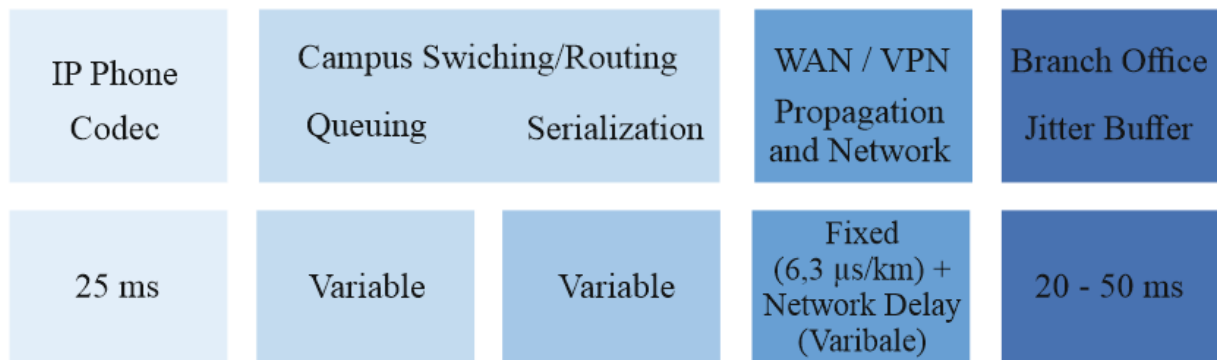 IP Phone
Codec
Campus Swiching/Routing
Queuing
Serialization
WAN / VPN
Propagation
and Network
Branch Office
Jitter Buffer
25 ms
Variable
Variable
Fixed
(6,3 µs/km) +
Network Delay
(Varibale)
20 - 50 ms